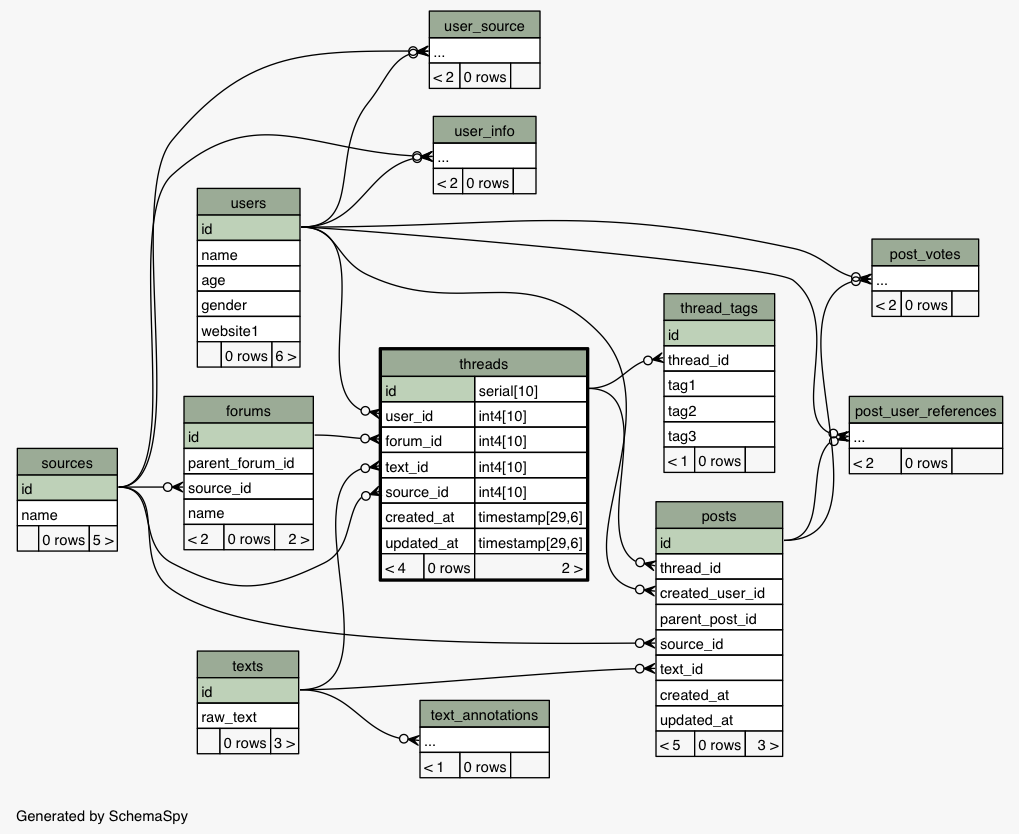 user_source
...
< 2 0 rows
user_info
...
< 2 0 rows
users
id
name
age
gender
website1
0 rows 6 >
post_votes
...
< 2 0 rows
thread_tags
id
thread_id
tag1
tag2
tag3
< 1 0 rows
threads
id serial[10]
user_id int4[10]
forum_id int4[10]
text_id int4[10]
source_id int4[10]
created_at timestamp[29,6]
updated_at timestamp[29,6]
< 4 0 rows 2 >
forums
id
parent_forum_id
source_id
name
< 2 0 rows 2 >
post_user_references
...
< 2 0 rows
sources
id
name
0 rows 5 >
posts
id
thread_id
created_user_id
parent_post_id
source_id
text_id
created_at
updated_at
< 5 0 rows 3 >
texts
id
raw_text
0 rows 3 >
text_annotations
...
< 1 0 rows
Generated by SchemaSpy